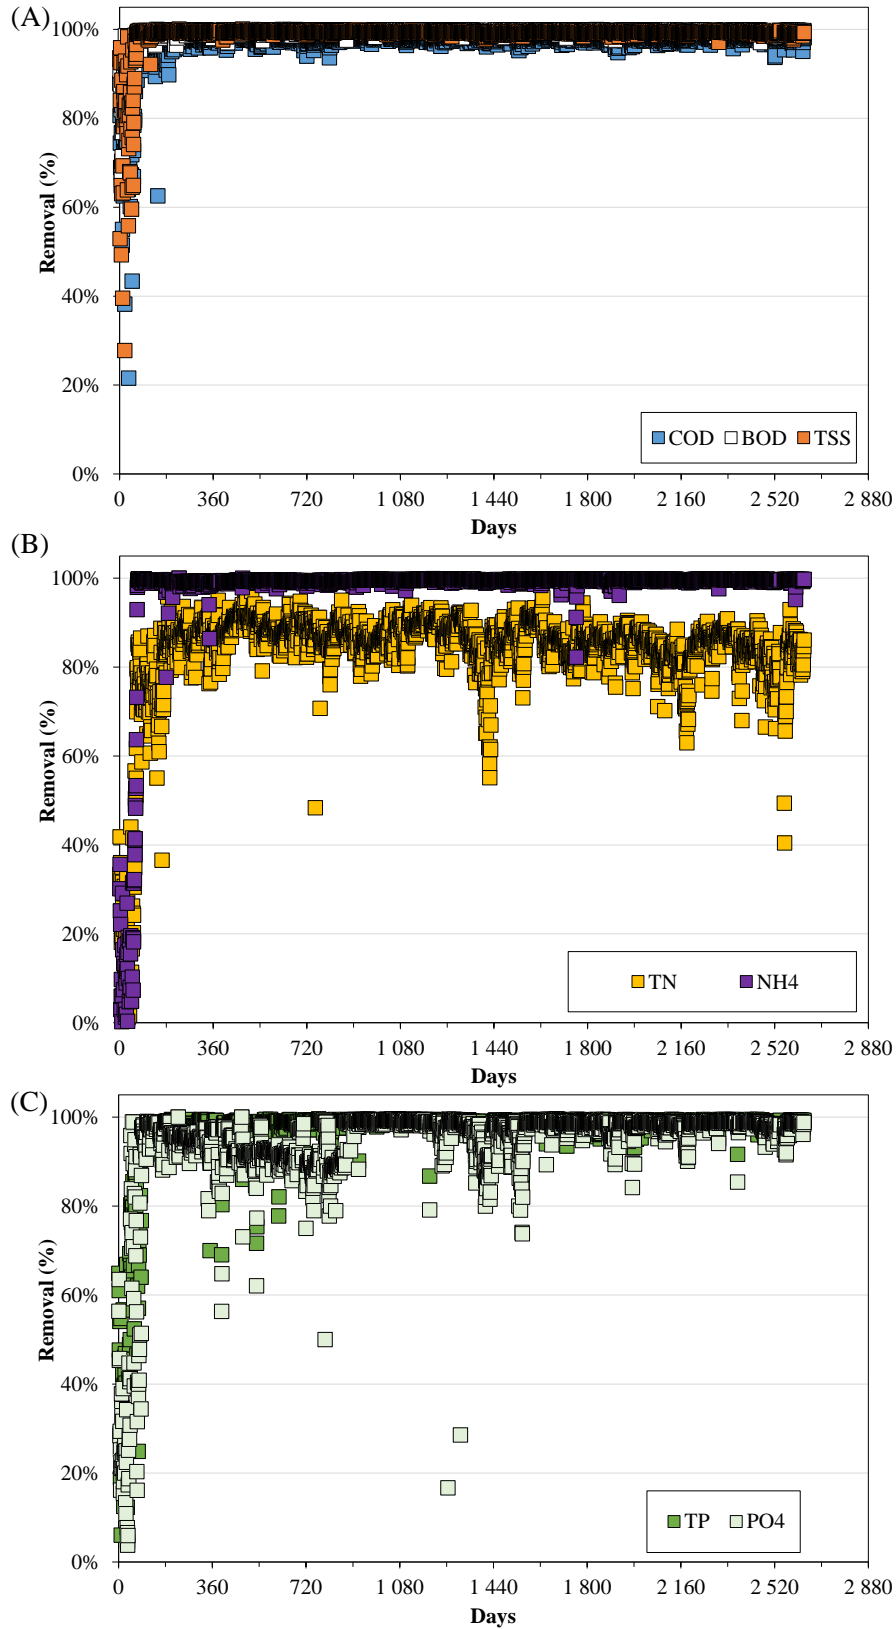 (A)
100%
80%
60%
40%
20%
0%
Removal (%)
COD BOD TSS
0 360 720 1 080 1 440 1 800 2 160 2 520 2 880
Days
(B)
100%
80%
60%
40%
20%
0%
Removal (%)
TN NH4
0 360 720 1 080 1 440 1 800 2 160 2 520 2 880
Days
(C)
100%
80%
60%
40%
20%
0%
Removal (%)
TP PO4
0 360 720 1 080 1 440 1 800 2 160 2 520 2 880
Days